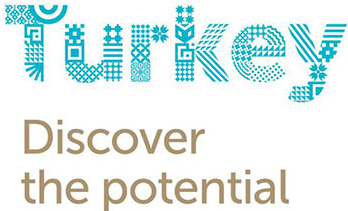 Turkey
Discover
the potential